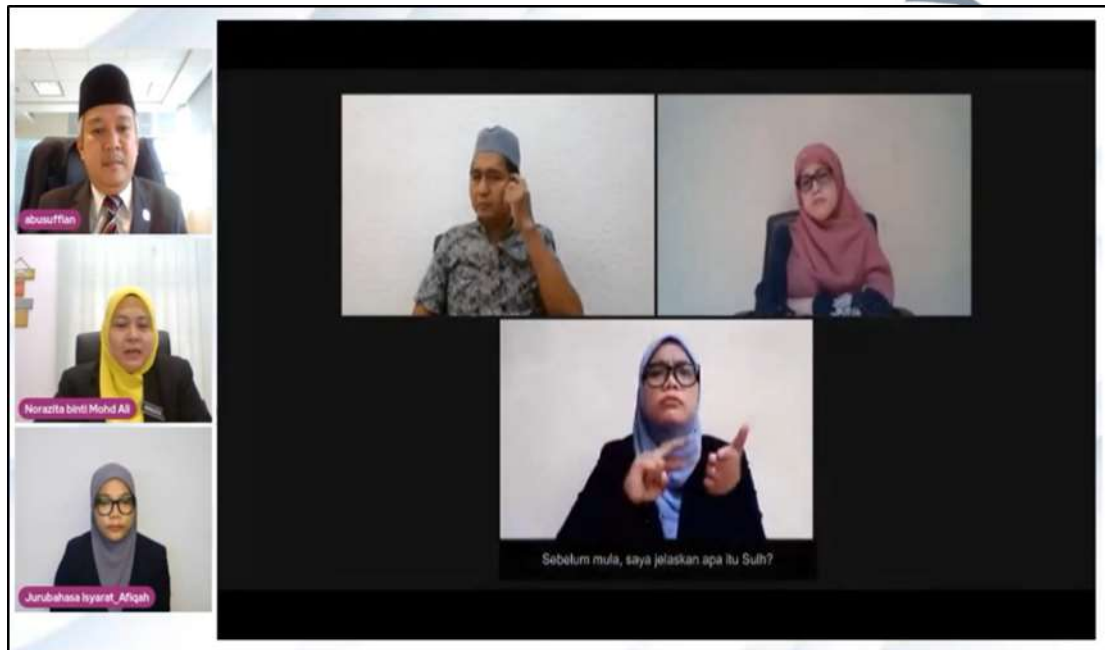 abusuffian
Norazita binti Mohd Ali
Jurubahasa Isyarat_Afiqah
Sebelum mula, saya jelaskan apa itu Sulh?